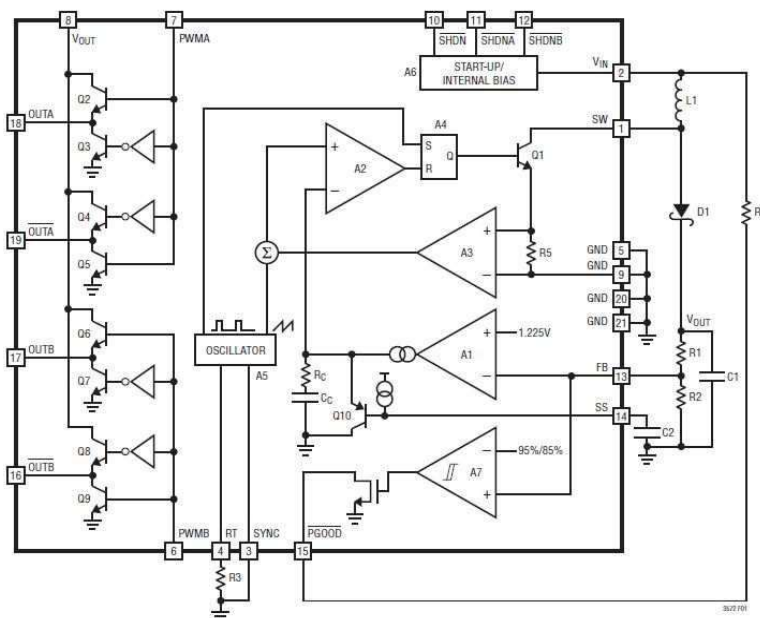 8
7
10
11
12
VOUT
PWMA
SHDN
SHDNA
SHDNB
A6
START-UP/
INTERNAL BIAS
VIN
2
Q2
L1
OUTA
18
Q3
A4
SW
1
S
Q
R
Q1
A2
+
–
Q4
D1
R
OUTA
19
Q5
+
–
A3
R5
GND
5
GND
9
Σ
GND
20
GND
21
Q6
VOUT
OSCILLATOR
A5
+
–
1.225V
A1
R1
OUTB
17
Q7
RC
CC
FB
13
C1
R2
Q10
SS
14
C2
Q8
–
+
95%/85%
A7
OUTB
16
Q9
PWMB
RT
SYNC
PGOOD
6
4
3
15
R3
3522 F01